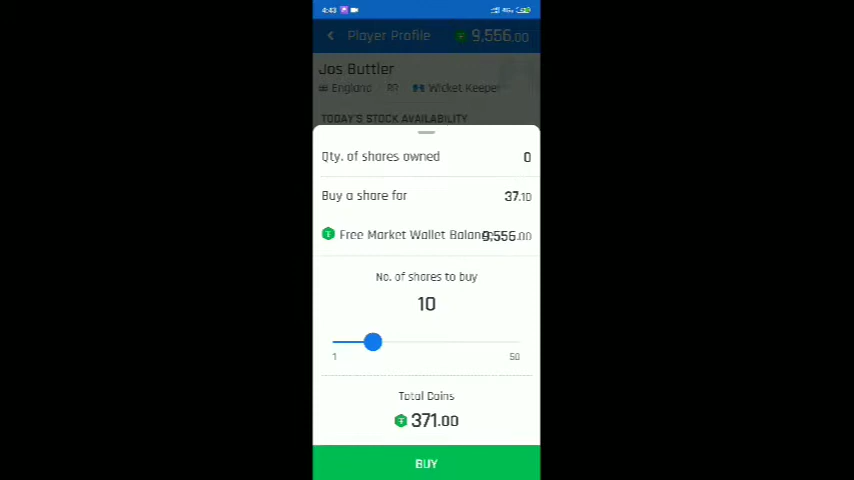 4:43
Player Profile 9,556.00
Jos Buttler
England RR Wicket Keeper
TODAY'S STOCK AVAILABILITY
Qty. of shares owned 0
Buy a share for 37.10
Free Market Wallet Balance 9,556.00
No. of shares to buy
10
1 50
Total Coins
371.00
BUY